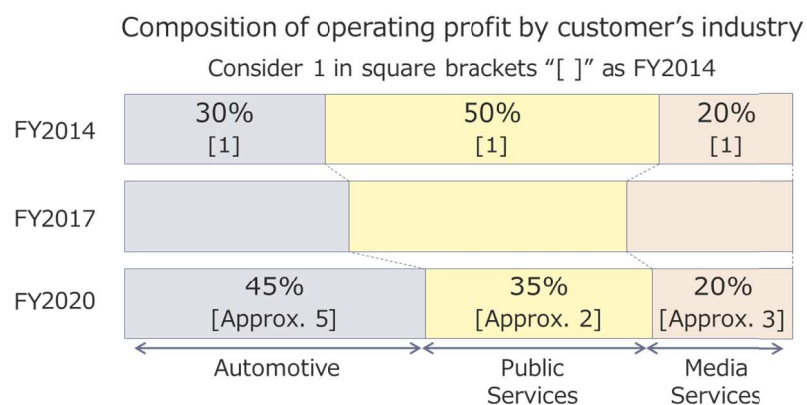 Composition of operating profit by customer's industry
Consider 1 in square brackets "[ ]" as FY2014
FY2014
30%
50%
20%
[1]
[1]
[1]
FY2017
FY2020
45%
35%
20%
[Approx. 5]
[Approx. 2]
[Approx. 3]
Automotive
Public
Services
Media
Services